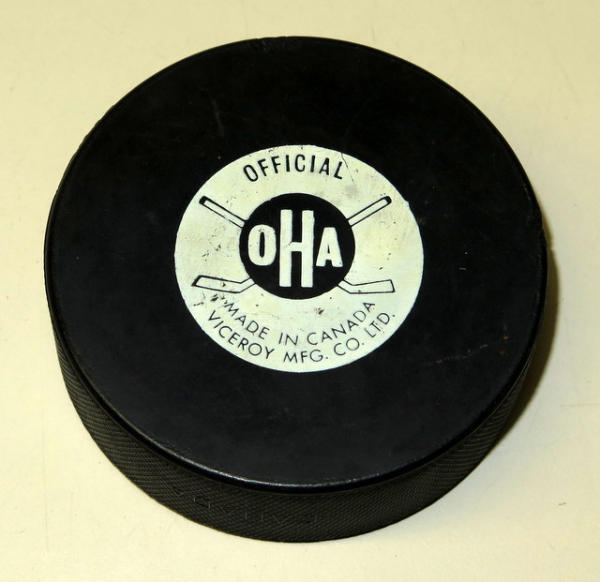 OFFICIAL
OHA
MADE IN CANADA
VICEROY MFG. CO. LTD.